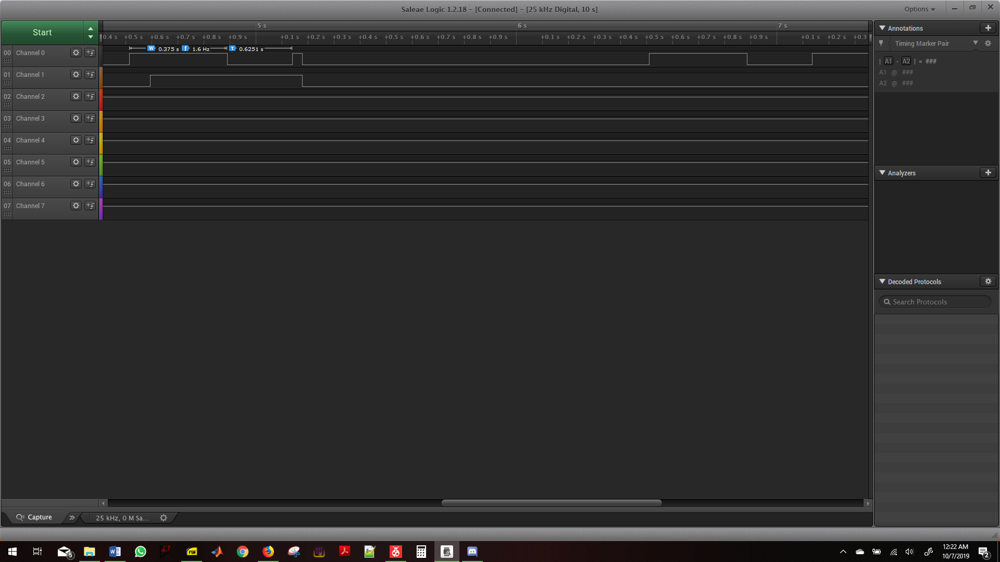 Saleae Logic 1.2.18 - [Connected] - [25 kHz Digital, 10 s]
Options
Start
5 s 6 s 7 s
0.4 s +0.5 s +0.6 s +0.7 s +0.8 s +0.9 s +0.1 s +0.2 s +0.3 s +0.4 s +0.5 s +0.6 s +0.7 s +0.8 s +0.9 s +0.1 s +0.2 s +0.3 s +0.4 s +0.5 s +0.6 s +0.7 s +0.8 s +0.9 s +0.1 s +0.2 s +0.3
W 0.375 s f 1.6 Hz τ 0.6251 s
00 Channel 0
01 Channel 1
02 Channel 2
03 Channel 3
04 Channel 4
05 Channel 5
06 Channel 6
07 Channel 7
Annotations
Timing Marker Pair
| A1 - A2 | = ###
A1 @ ###
A2 @ ###
Analyzers
Decoded Protocols
Search Protocols
Capture
25 kHz, 0 M Sa...
5
W
PDF
12:22 AM
10/7/2019
2